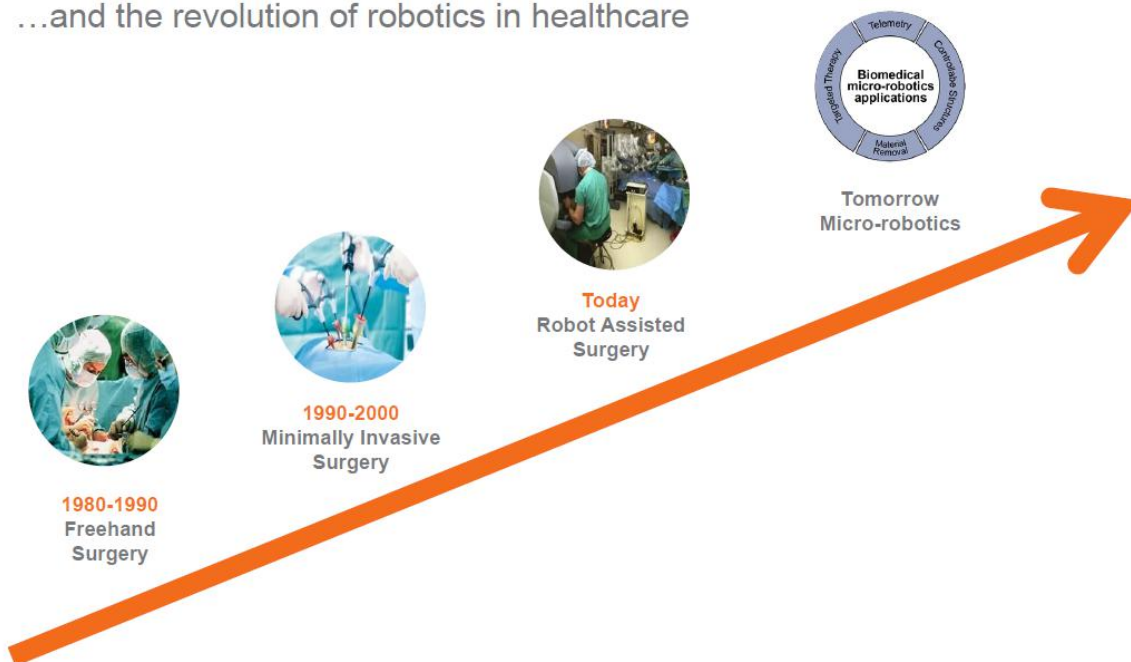 …and the revolution of robotics in healthcare
Telemetry
Targeted Therapy
Biomedical
micro-robotics
applications
Controllabe Structures
Material
Removal
Tomorrow
Micro-robotics
Today
Robot Assisted
Surgery
1990-2000
Minimally Invasive
Surgery
1980-1990
Freehand
Surgery